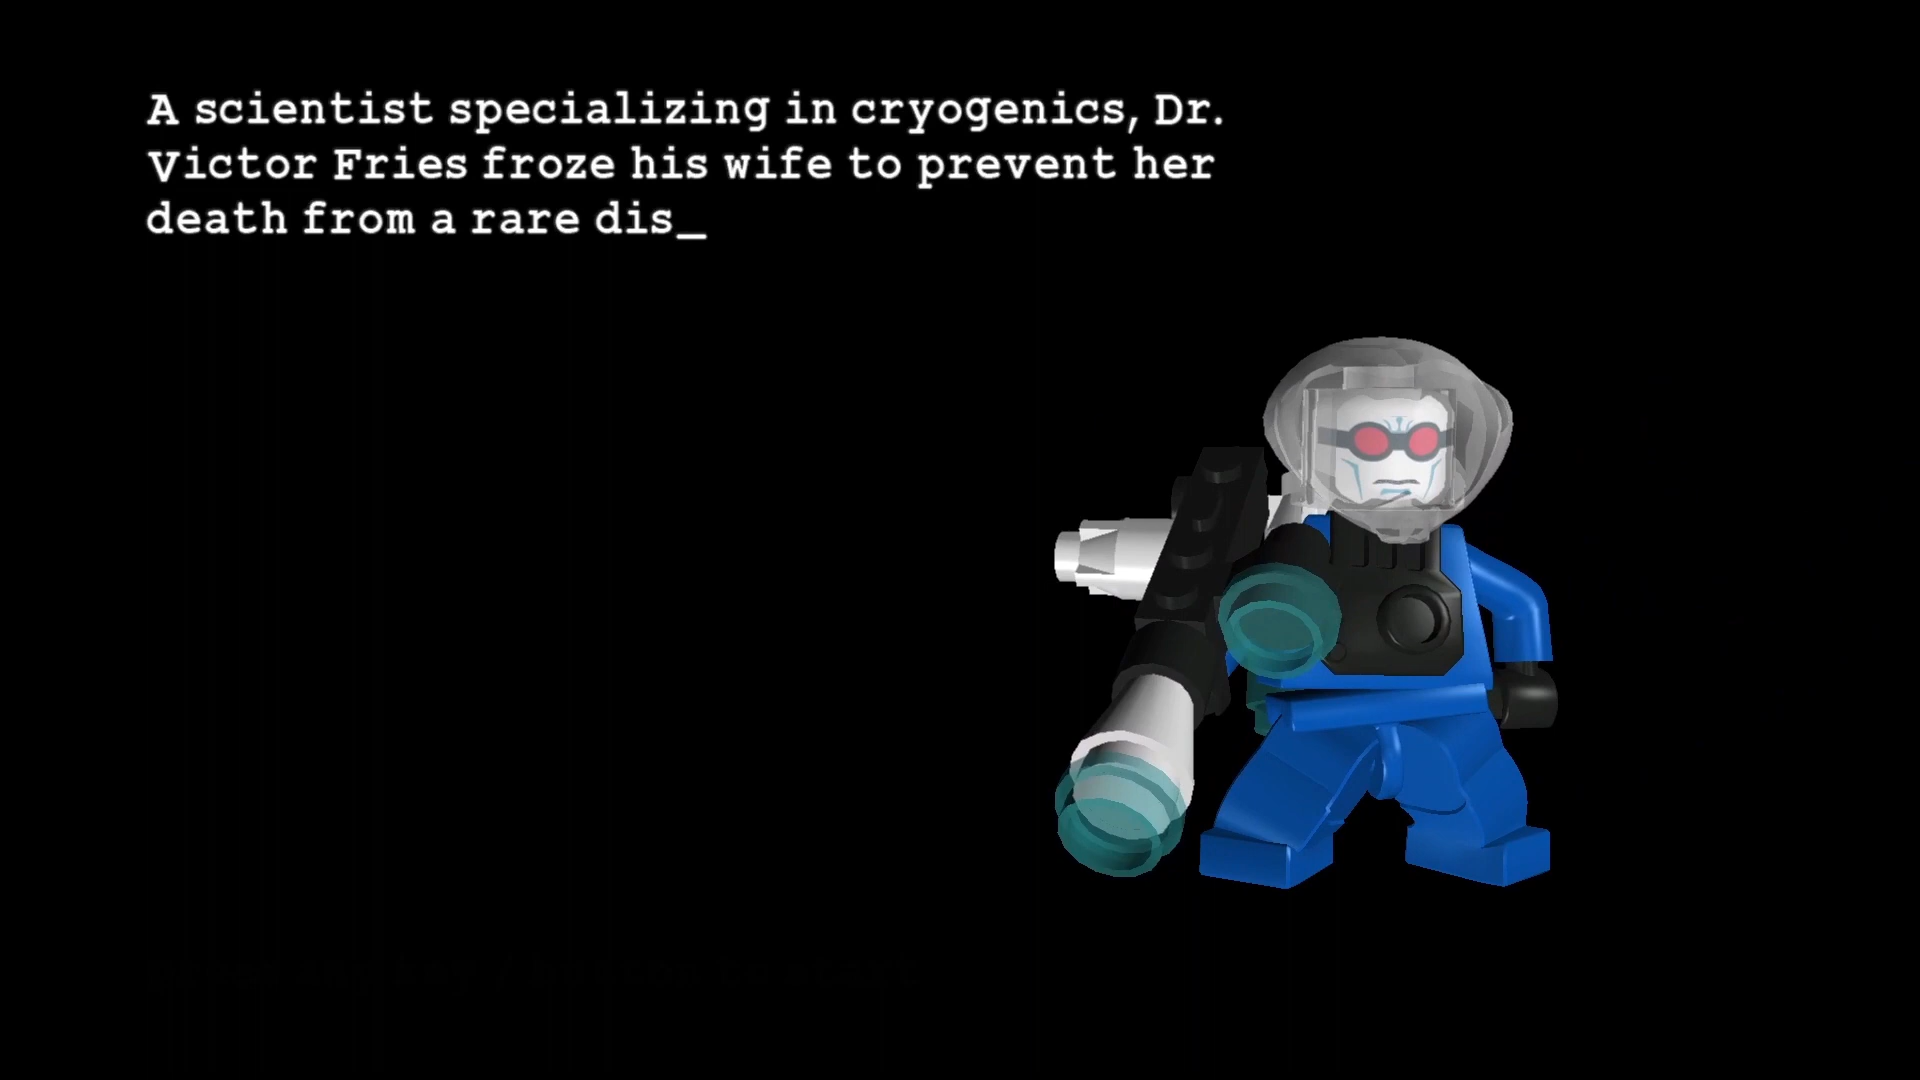 A scientist specializing in cryogenics, Dr.
Victor Fries froze his wife to prevent her
death from a rare dis_